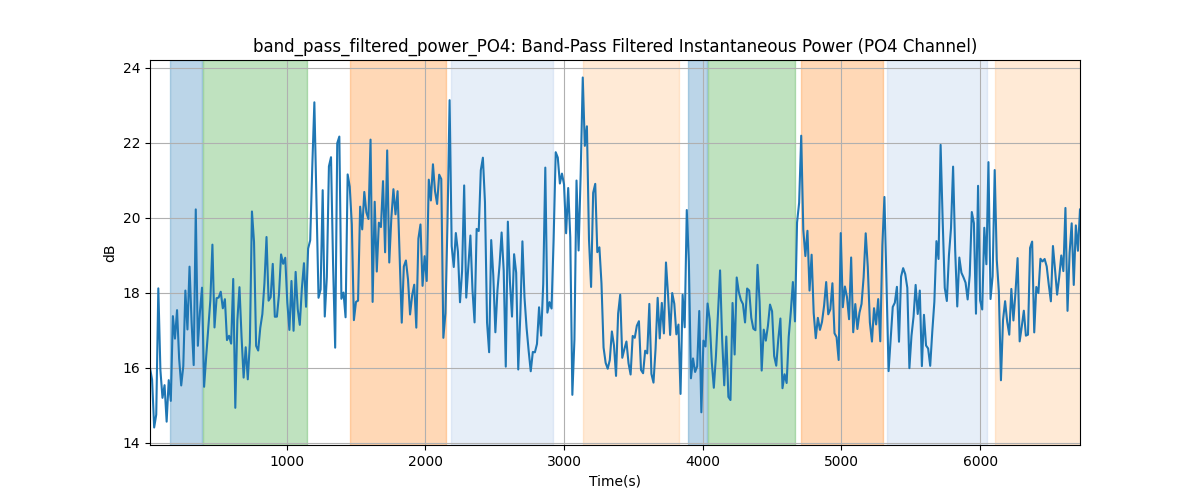 band_pass_filtered_power_PO4: Band-Pass Filtered Instantaneous Power (PO4 Channel)
24
22
20
18
16
14
dB
1000 2000 3000 4000 5000 6000
Time(s)